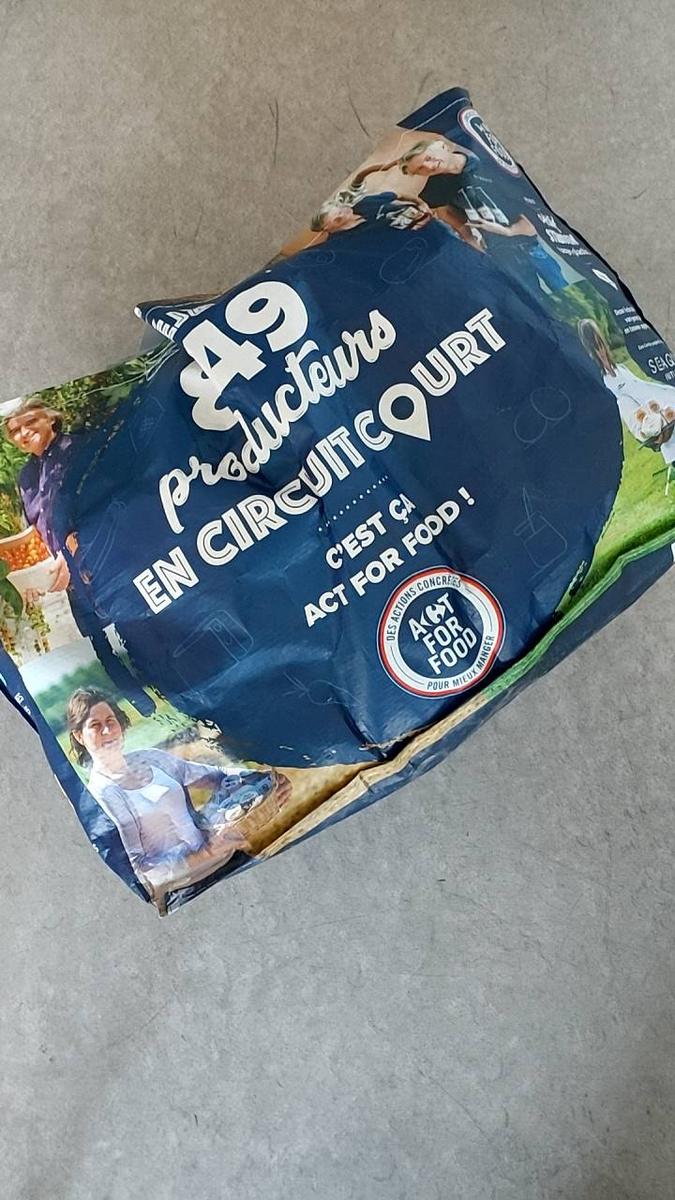 49
producteurs
EN CIRCUIT COURT
C'EST ÇA
ACT FOR FOOD !
DES ACTIONS CONCRÈTES
ACT
FOR
FOOD
POUR MIEUX MANGER